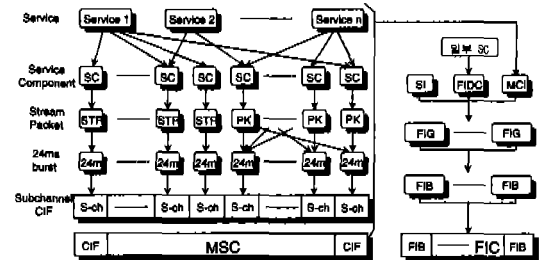 Service Service 1 Service 2 Service n
일부 SC
Service Component SC SC SC SC SC SC
SI FIDC MCI
Stream Packet STR STR STR PK PK PK
FIG FIG
24ms burst 24m 24m 24m 24m 24m 24m
FIB FIB
Subchannel CIF S-ch S-ch S-ch S-ch S-ch S-ch
CIF MSC CIF
FIB FIC FIB